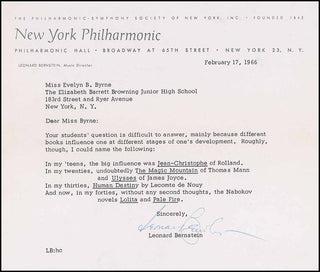 THE PHILHARMONIC-SYMPHONY SOCIETY OF NEW YORK, INC. • FOUNDED 1842
New York Philharmonic
PHILHARMONIC HALL • BROADWAY AT 65TH STREET • NEW YORK 23, N. Y.
LEONARD BERNSTEIN, Music Director
February 17, 1966
Miss Evelyn B. Byrne
The Elizabeth Barrett Browning Junior High School
183rd Street and Ryer Avenue
New York, N. Y.
Dear Miss Byrne:
Your students' question is difficult to answer, mainly because different
books influence one at different stages of one's development. Roughly,
though, I could name the following:
In my 'teens, the big influence was Jean-Christophe of Rolland.
In my twenties, undoubtedly The Magic Mountain of Thomas Mann
and Ulysses of James Joyce.
In my thirties, Human Destiny by Lecomte de Nouy
And now, in my forties, without any second thoughts, the Nabokov
novels Lolita and Pale Fire.
Sincerely,
Leonard Bernstein
Leonard Bernstein
LB:hc